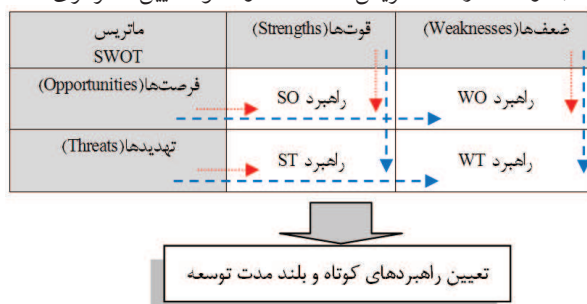 ماتریس SWOT
قوت‌ها(Strengths)
ضعف‌ها(Weaknesses)
فرصت‌ها(Opportunities)
راهبرد SO
راهبرد WO
تهدیدها(Threats)
راهبرد ST
راهبرد WT
تعیین راهبردهای کوتاه و بلند مدت توسعه